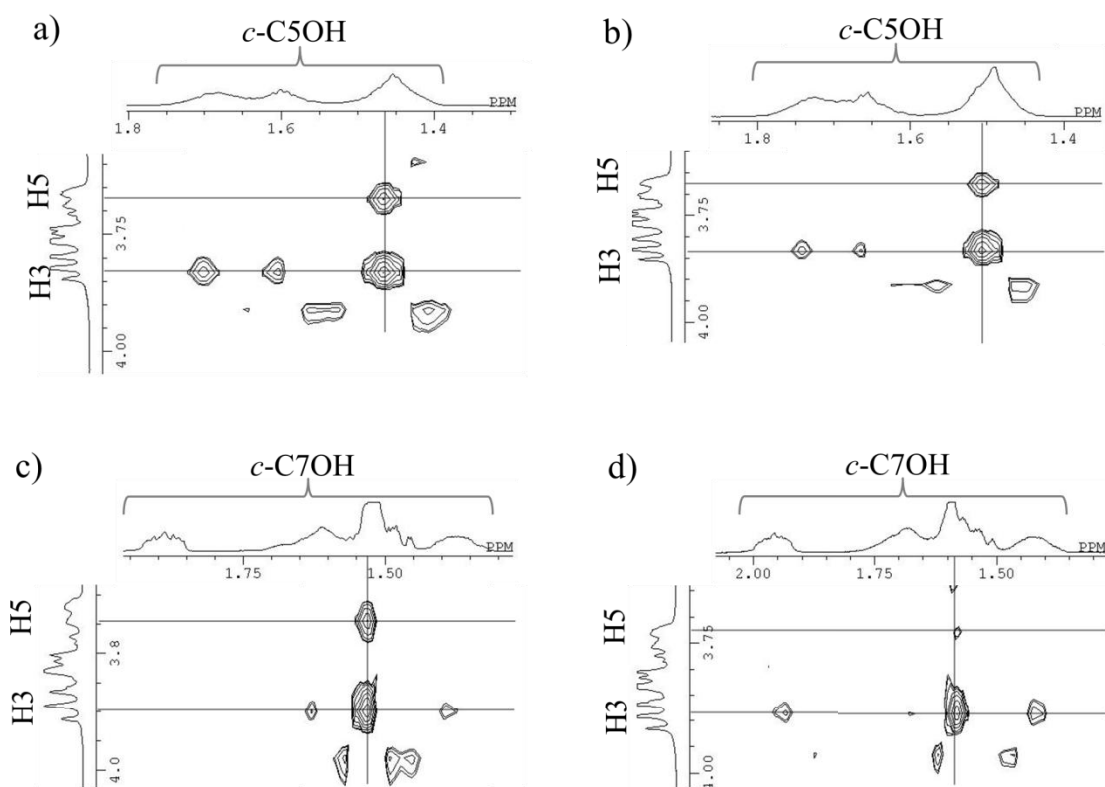 a)
c-C5OH
PPM
1.8
1.6
1.4
H5
H3
3.75
4.00
b)
c-C5OH
PPM
1.8
1.6
1.4
H5
H3
3.75
4.00
c)
c-C7OH
PPM
1.75
1.50
H5
H3
3.8
4.0
d)
c-C7OH
PPM
2.00
1.75
1.50
H5
H3
3.75
4.00